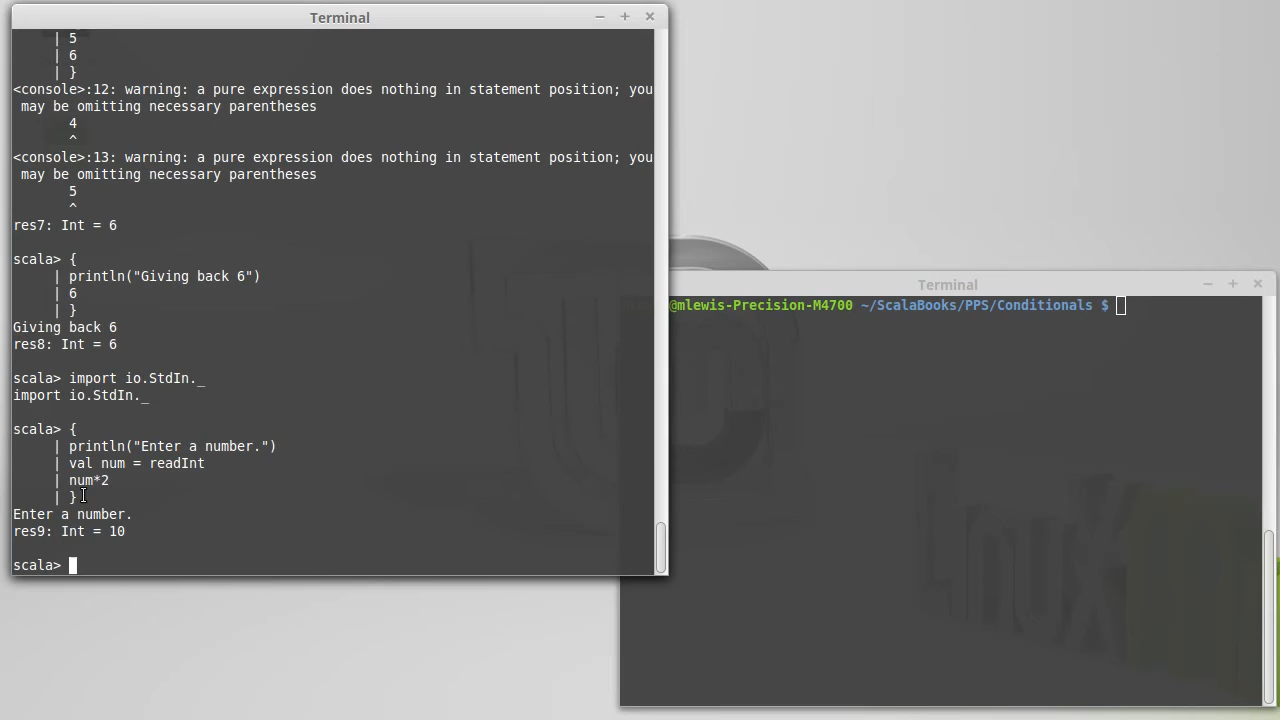 Terminal
| 5
| 6
| }
<console>:12: warning: a pure expression does nothing in statement position; you
may be omitting necessary parentheses
4
^
<console>:13: warning: a pure expression does nothing in statement position; you
may be omitting necessary parentheses
5
^
res7: Int = 6
scala> {
| println("Giving back 6")
| 6
| }
Giving back 6
res8: Int = 6
scala> import io.StdIn._
import io.StdIn._
scala> {
| println("Enter a number.")
| val num = readInt
| num*2
| }
Enter a number.
res9: Int = 10
scala>
Terminal
@mlewis-Precision-M4700 ~/ScalaBooks/PPS/Conditionals $